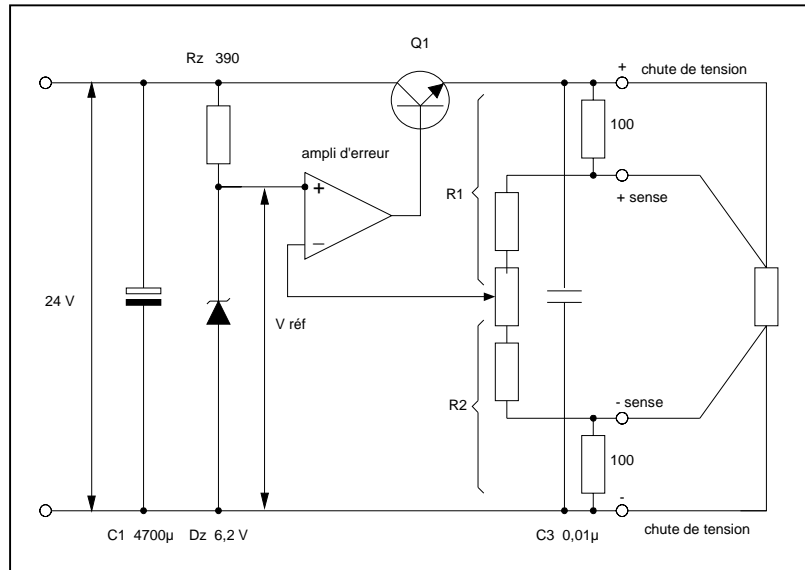 Q1
Rz 390
+ chute de tension
100
ampli d'erreur
+
R1
+ sense
−
24 V
V réf
- sense
R2
100
-
C1 4700µ Dz 6,2 V
C3 0,01µ
chute de tension